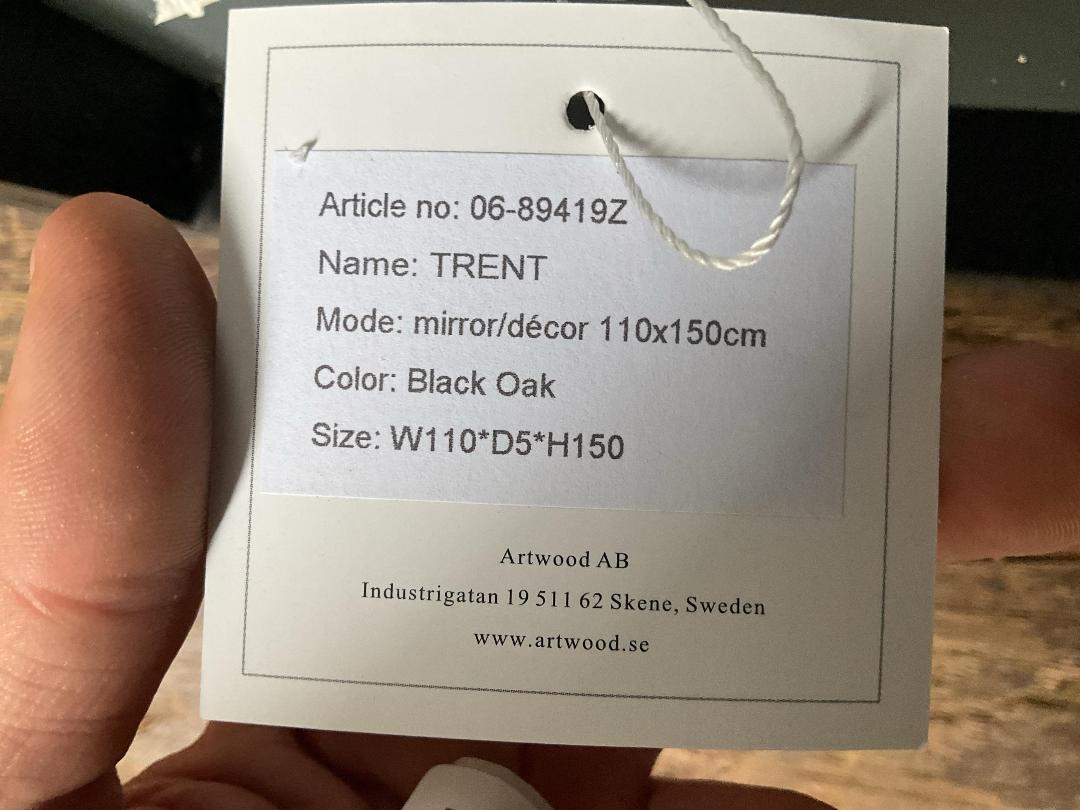 Article no: 06-89419Z
Name: TRENT
Mode: mirror/décor 110x150cm
Color: Black Oak
Size: W110*D5*H150
Artwood AB
Industrigatan 19 511 62 Skene, Sweden
www.artwood.se